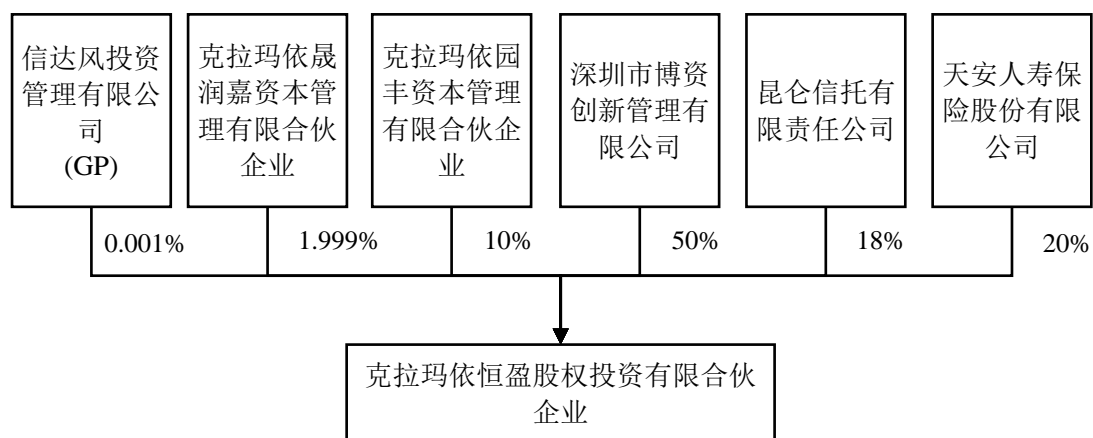 信达风投资
管理有限公
司
(GP)
克拉玛依晟
润嘉资本管
理有限合伙
企业
克拉玛依园
丰资本管理
有限合伙企
业
深圳市博资
创新管理有
限公司
昆仑信托有
限责任公司
天安人寿保
险股份有限
公司
0.001%
1.999%
10%
50%
18%
20%
克拉玛依恒盈股权投资有限合伙
企业